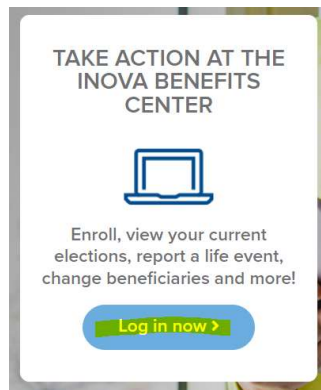 TAKE ACTION AT THE
INOVA BENEFITS
CENTER
Enroll, view your current
elections, report a life event,
change beneficiaries and more!
Log in now >